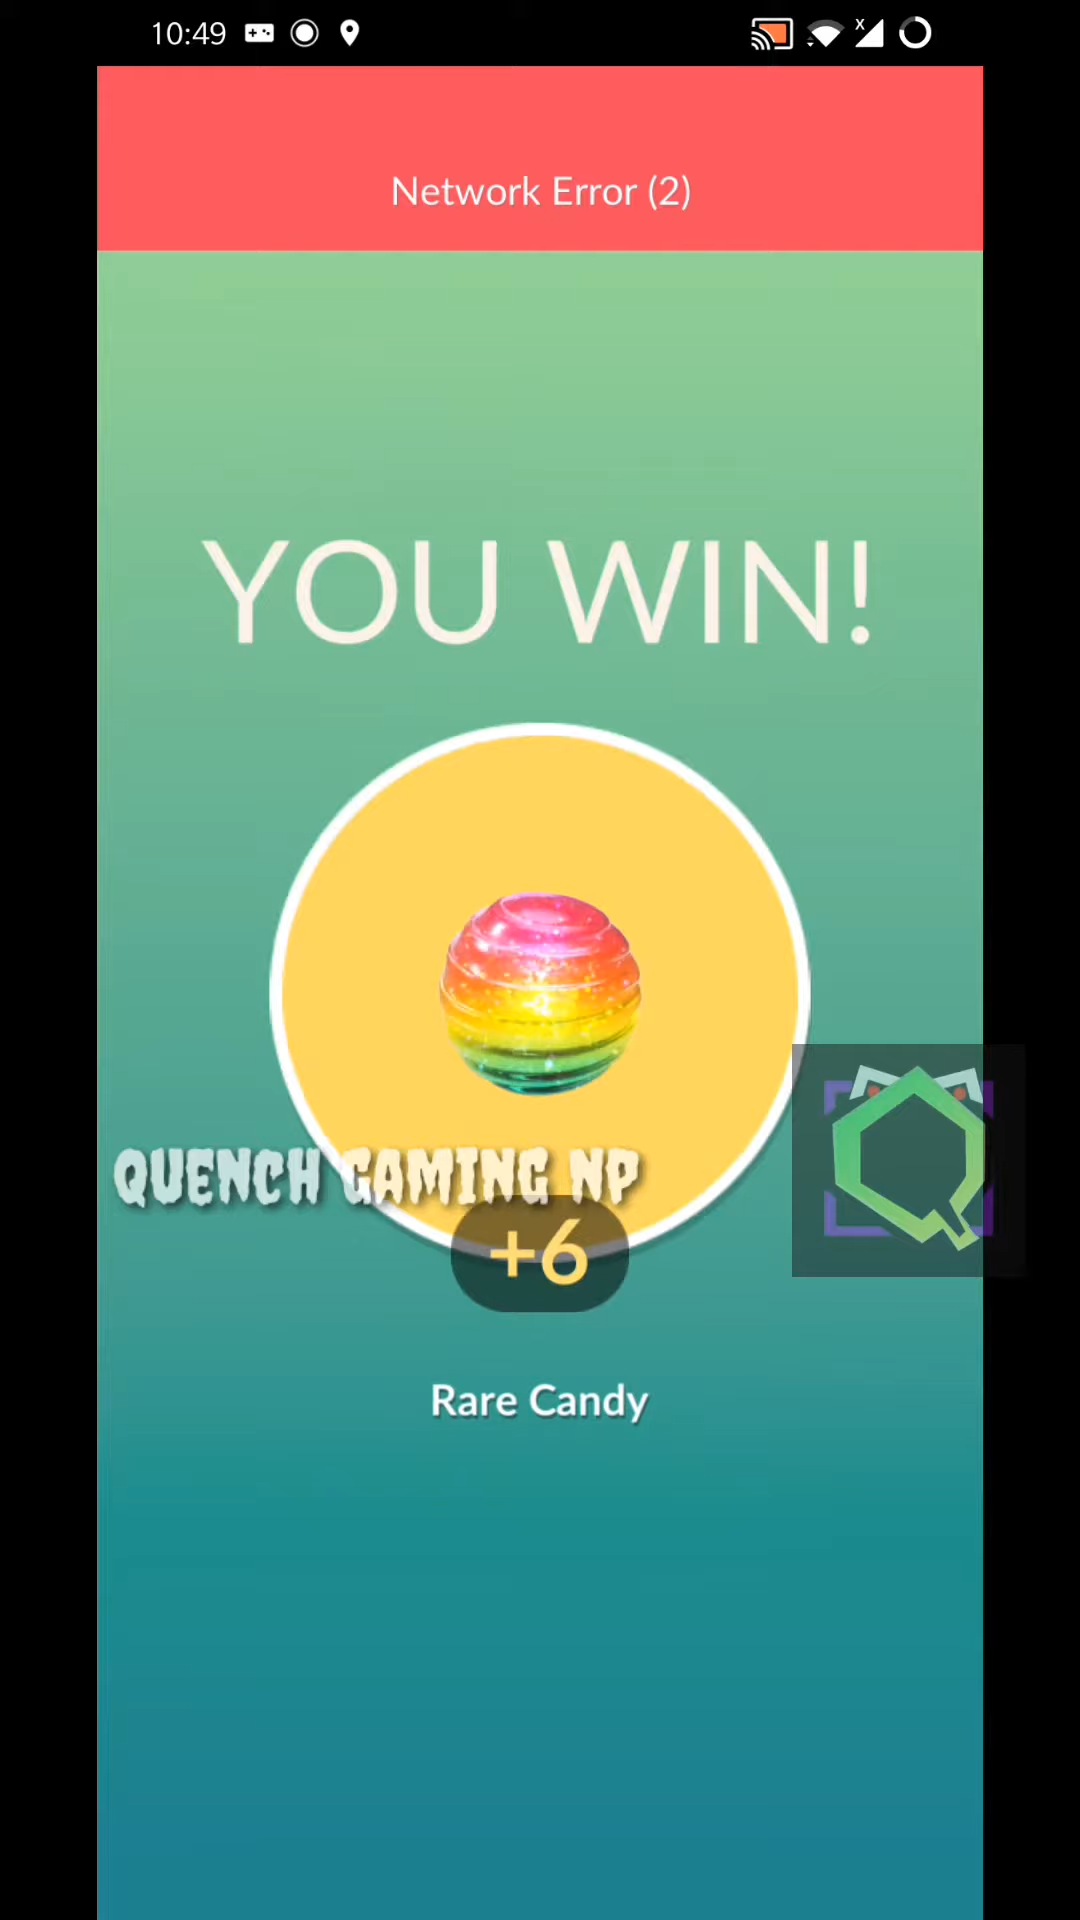 10:49
Network Error (2)
YOU WIN!
QUENCH GAMING NP
+6
Rare Candy